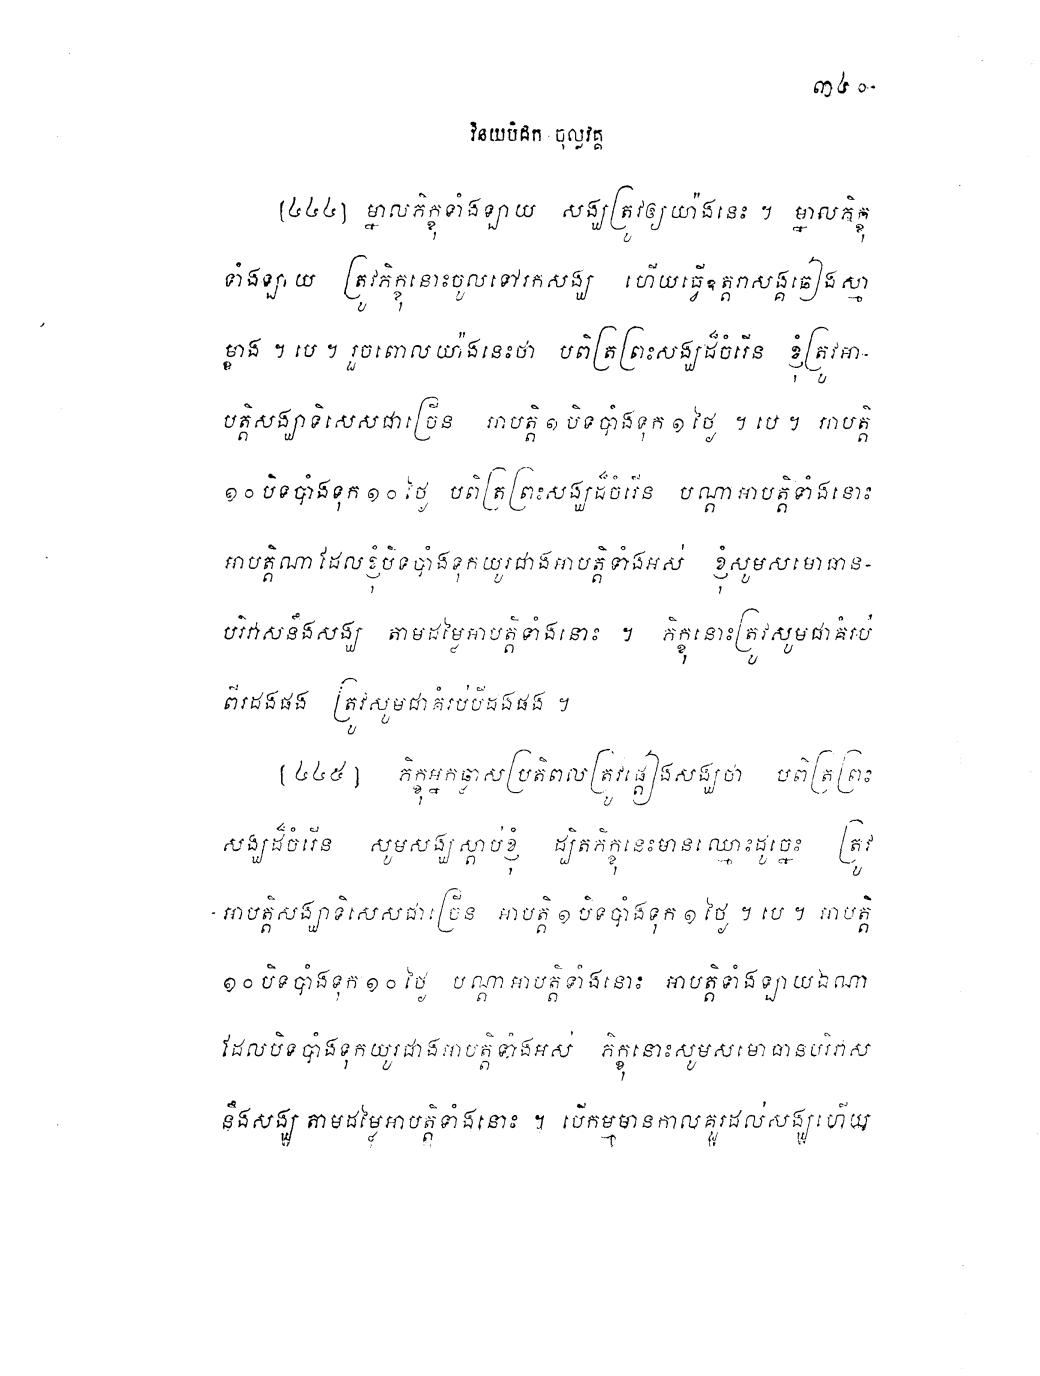 ៣៤០
វិនយបិដក ចុល្លវគ្គ
[៤៤៤] ម្នាលភិក្ខុទាំងឡាយ សង្ឃត្រូវឲ្យយ៉ាងនេះ ។ ម្នាលភិក្ខុ
ទាំងឡាយ ត្រូវភិក្ខុនោះចូលទៅរកសង្ឃ ហើយធ្វើឧត្តរាសង្គឆៀងស្មា
ម្ខាង ។ បេ ។ រួចពោលយ៉ាងនេះថា បពិត្រព្រះសង្ឃដ៏ចំរើន ខ្ញុំត្រូវអា-
បត្តិសង្ឃាទិសេសជាច្រើន អាបត្តិ១បិទបាំងទុក១ថ្ងៃ ។ បេ ។ អាបត្តិ
១០បិទបាំងទុក១០ថ្ងៃ បពិត្រព្រះសង្ឃដ៏ចំរើន បណ្តាអាបត្តិទាំងនោះ
អាបត្តិណាដែលខ្ញុំបិទបាំងទុកយូរជាងអាបត្តិទាំងអស់ ខ្ញុំសូមសមោធាន-
បរិវាសនឹងសង្ឃ តាមដម្លៃអាបត្តិទាំងនោះ ។ ភិក្ខុនោះត្រូវសូមជាគំរប់
ពីរដងផង ត្រូវសូមជាគំរប់បីដងផង ។
[៤៤៥] ភិក្ខុអ្នកឆ្លាសប្រតិពលត្រូវផ្តៀងសង្ឃថា បពិត្រព្រះ
សង្ឃដ៏ចំរើន សូមសង្ឃស្តាប់ខ្ញុំ ដ្បិតភិក្ខុនេះមានឈ្មោះដូច្នេះ ត្រូវ
អាបត្តិសង្ឃាទិសេសជាច្រើន អាបត្តិ១បិទបាំងទុក១ថ្ងៃ ។ បេ ។ អាបត្តិ
១០បិទបាំងទុក១០ថ្ងៃ បណ្តាអាបត្តិទាំងនោះ អាបត្តិទាំងឡាយឯណា
ដែលបិទបាំងទុកយូរជាងអាបត្តិទាំងអស់ ភិក្ខុនោះសូមសមោធានបរិវាស
នឹងសង្ឃ តាមដម្លៃអាបត្តិទាំងនោះ ។ បើកម្មមានកាលគួរដល់សង្ឃហើយ